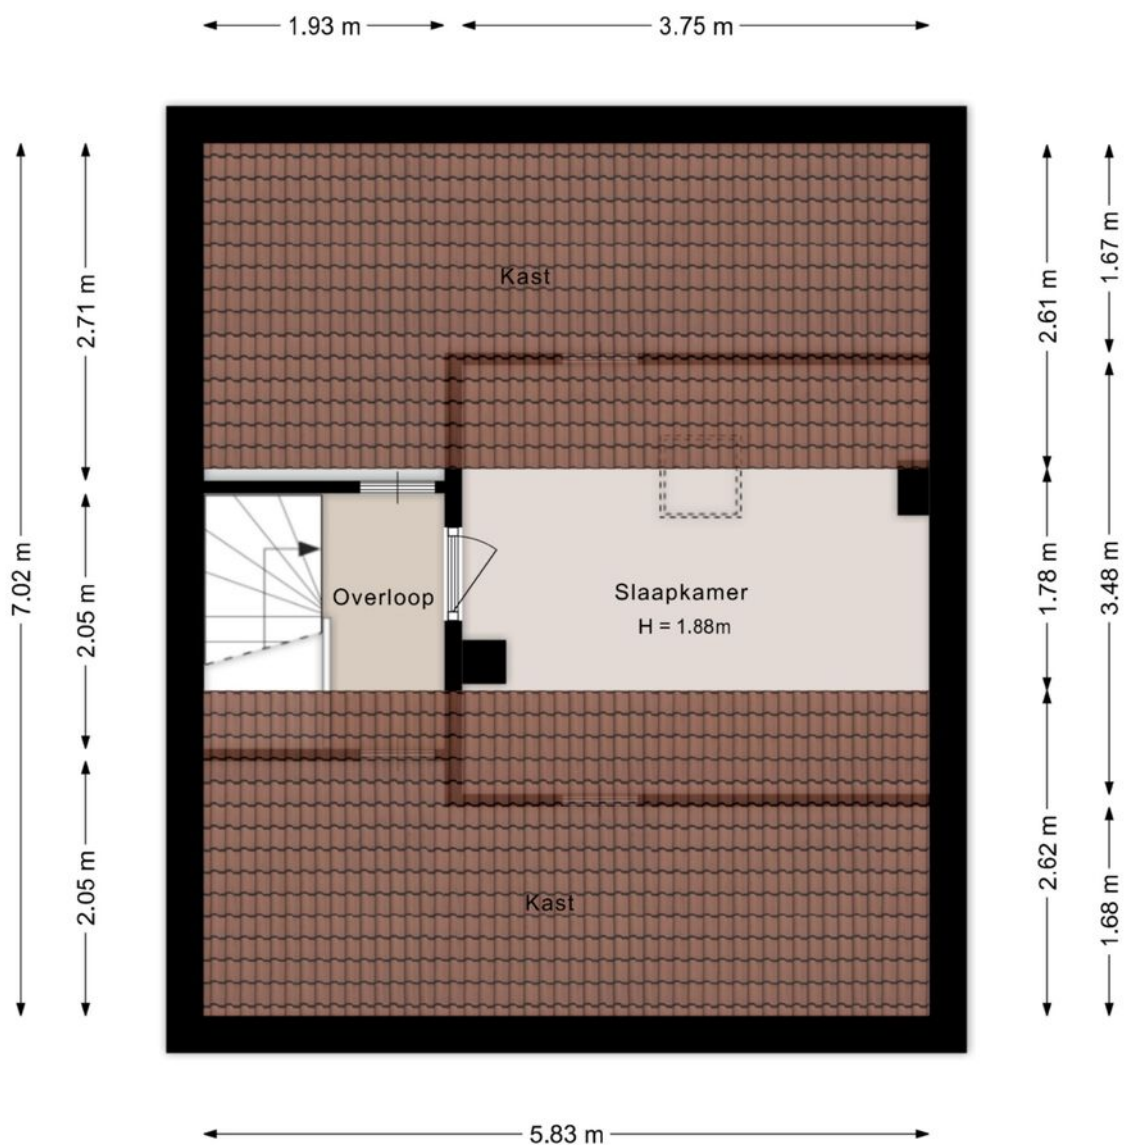 1.93 m
3.75 m
7.02 m
2.71 m
2.05 m
2.05 m
Kast
Overloop
Slaapkamer
H = 1.88m
Kast
2.61 m
1.78 m
2.62 m
1.67 m
3.48 m
1.68 m
5.83 m